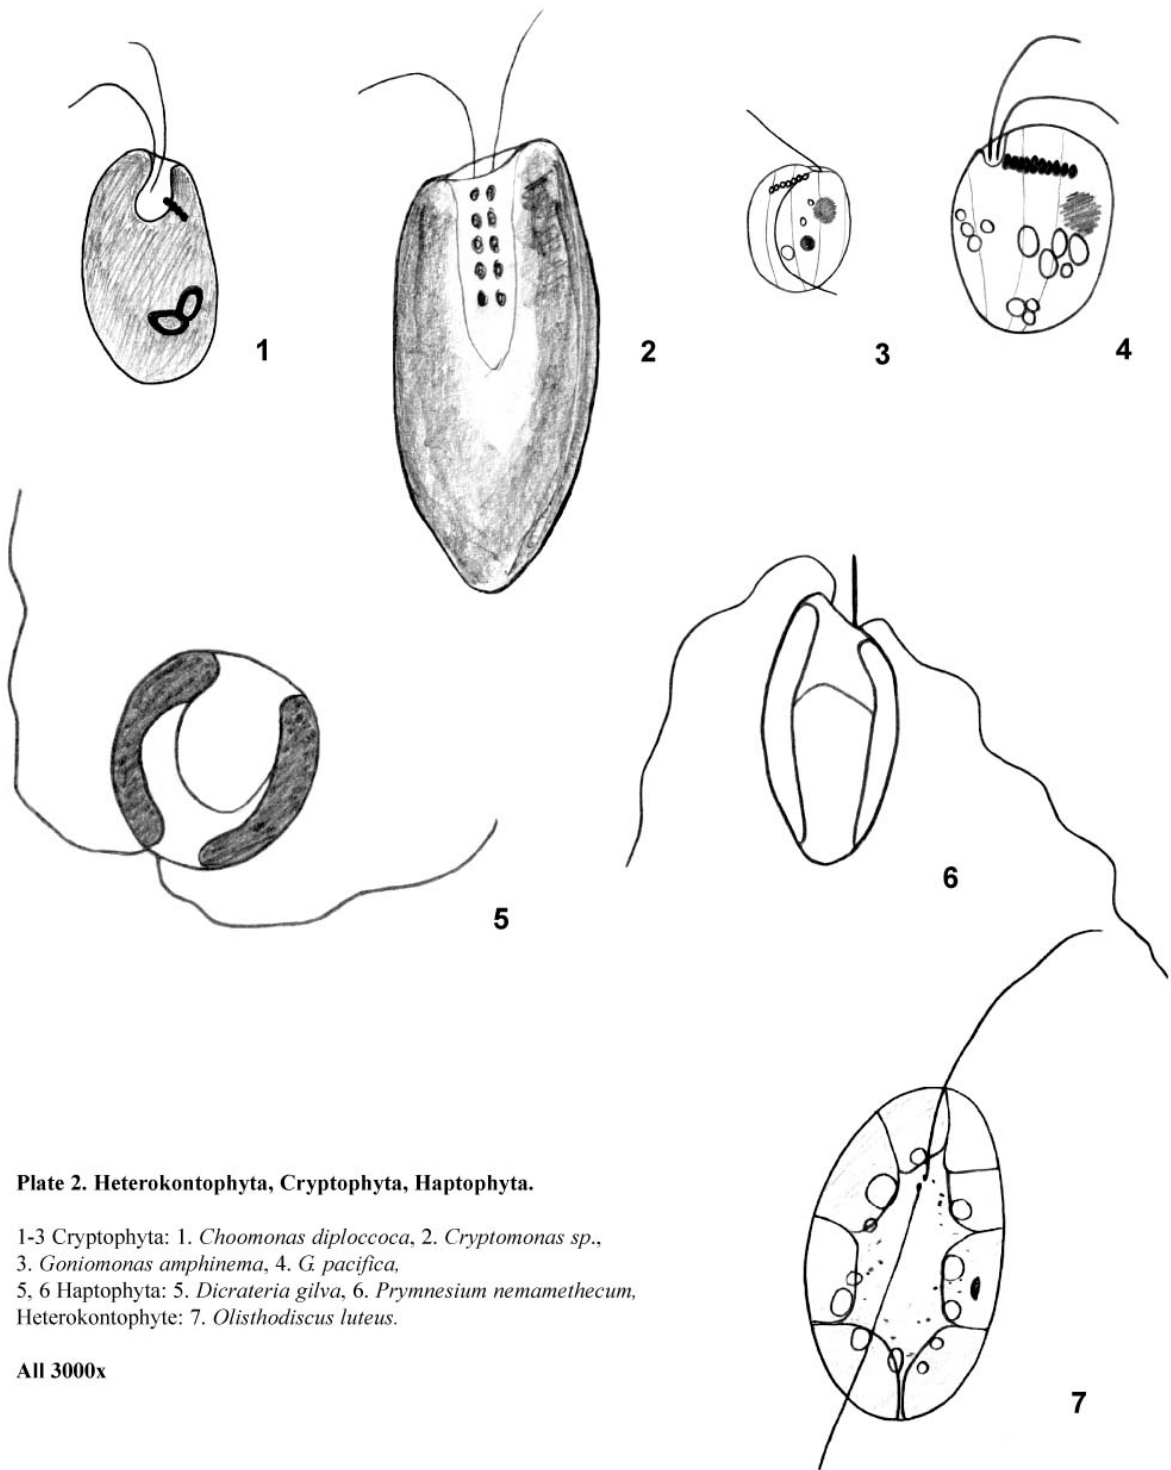 1
2
3
4
5
6
7
Plate 2. Heterokontophyta, Cryptophyta, Haptophyta.
1-3 Cryptophyta: 1. Choomonas diploccoca, 2. Cryptomonas sp.,
3. Goniomonas amphinema, 4. G. pacifica,
5, 6 Haptophyta: 5. Dicrateria gilva, 6. Prymnesium nemamethecum,
Heterokontophyte: 7. Olisthodiscus luteus.
All 3000x